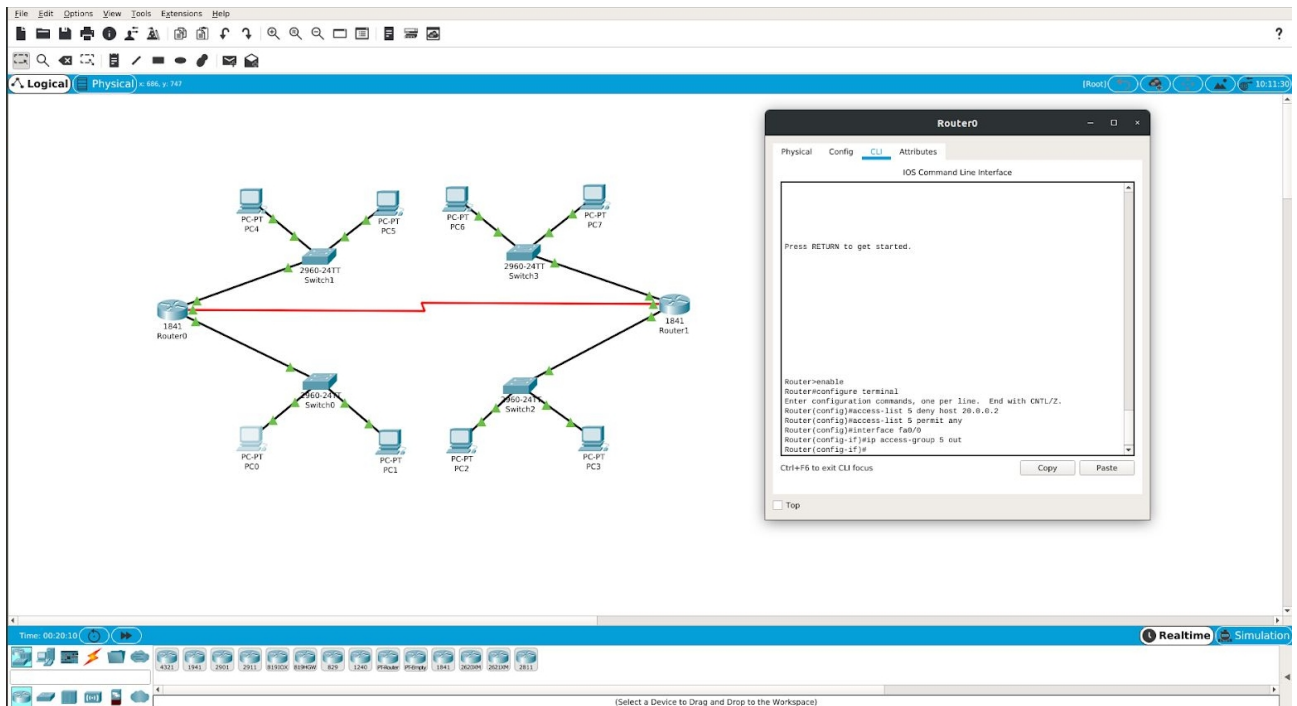 File Edit Options View Tools Extensions Help
?
Logical Physical x: 686, y: 747 [Root] 10:11:30
Router0
Physical Config CLI Attributes
IOS Command Line Interface
Press RETURN to get started.
Router>enable
Router#configure terminal
Enter configuration commands, one per line. End with CNTL/Z.
Router(config)#access-list 5 deny host 20.0.0.2
Router(config)#access-list 5 permit any
Router(config)#interface fa0/0
Router(config-if)#ip access-group 5 out
Router(config-if)#
Ctrl+F6 to exit CLI focus Copy Paste
Top
PC-PT
PC4
PC-PT
PC5
PC-PT
PC6
PC-PT
PC7
2960-24TT
Switch1
2960-24TT
Switch3
1841
Router0
1841
Router1
2960-24TT
Switch0
2960-24TT
Switch2
PC-PT
PC0
PC-PT
PC1
PC-PT
PC2
PC-PT
PC3
Time: 00:20:10 Realtime Simulation
4321 1941 2901 2911 819IOX 819HGW 829 1240 PT-Router PT-Empty 1841 2620XM 2621XM 2811
(Select a Device to Drag and Drop to the Workspace)